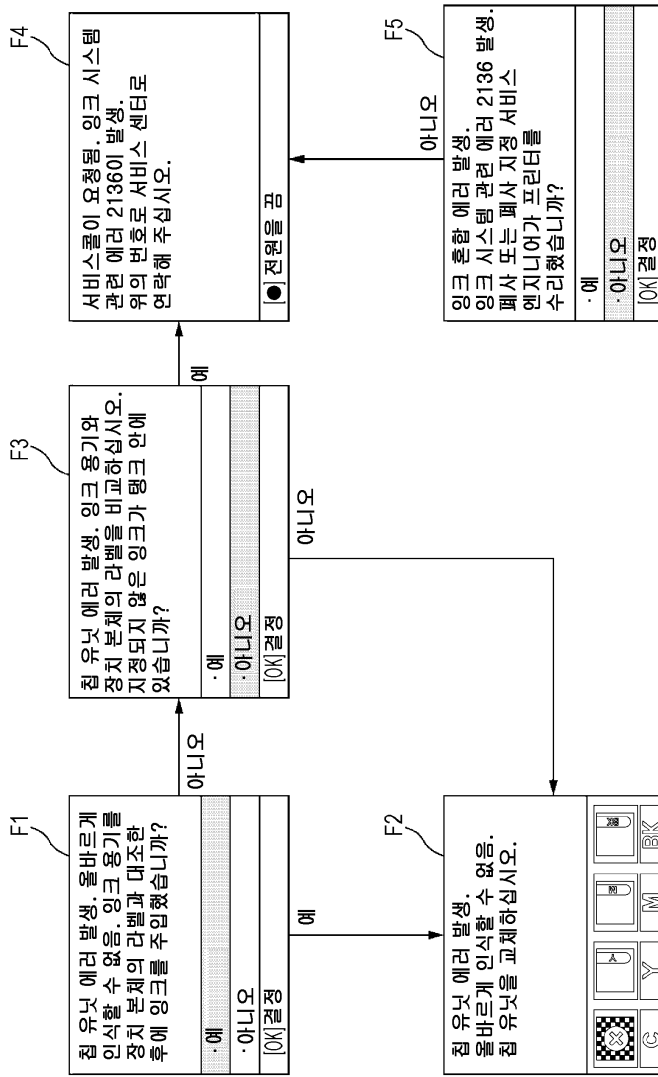 F1
칩 유닛 에러 발생. 올바르게
인식할 수 없음. 잉크 용기를
장치 본체의 라벨과 대조한
후에 잉크를 주입했습니까?
· 예
· 아니오
[OK]결정
아니오
예
F3
칩 유닛 에러 발생. 잉크 용기와
장치 본체의 라벨을 비교하십시오.
지정되지 않은 잉크가 탱크 안에
있습니까?
· 예
· 아니오
[OK]결정
예
아니오
F4
서비스콜이 요청됨. 잉크 시스템
관련 에러 2136이 발생.
위의 번호로 서비스 센터로
연락해 주십시오.
[●] 전원을 끔
F2
칩 유닛 에러 발생.
올바르게 인식할 수 없음.
칩 유닛을 교체하십시오.
Y
M
BK
C
Y
M
BK
F5
잉크 혼합 에러 발생.
잉크 시스템 관련 에러 2136 발생.
폐사 또는 폐사 지정 서비스
엔지니어가 프린터를
수리했습니까?
· 예
· 아니오
[OK]결정
아니오